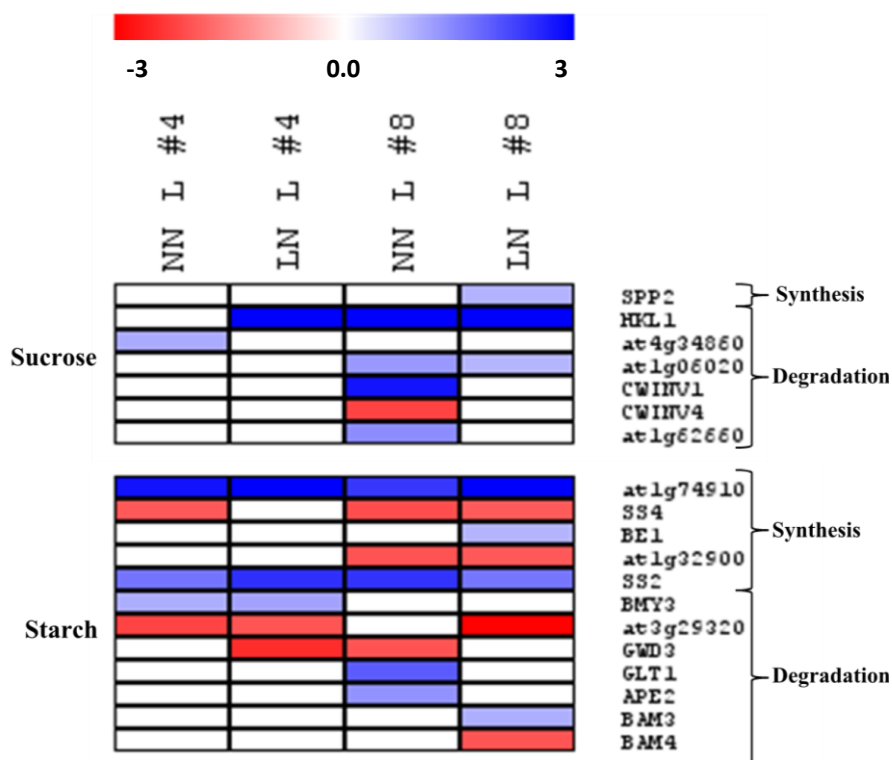 -3 0.0 3
NN L #4
LN L #4
NN L #8
LN L #8
Sucrose
SPP2
HKL1
at4g34860
at1g06020
CWINV1
CWINV4
at1g62660
Synthesis
Degradation
Starch
at1g74910
SS4
BE1
at1g32900
SS2
BMY3
at3g29320
GWD3
GLT1
APE2
BAM3
BAM4
Synthesis
Degradation